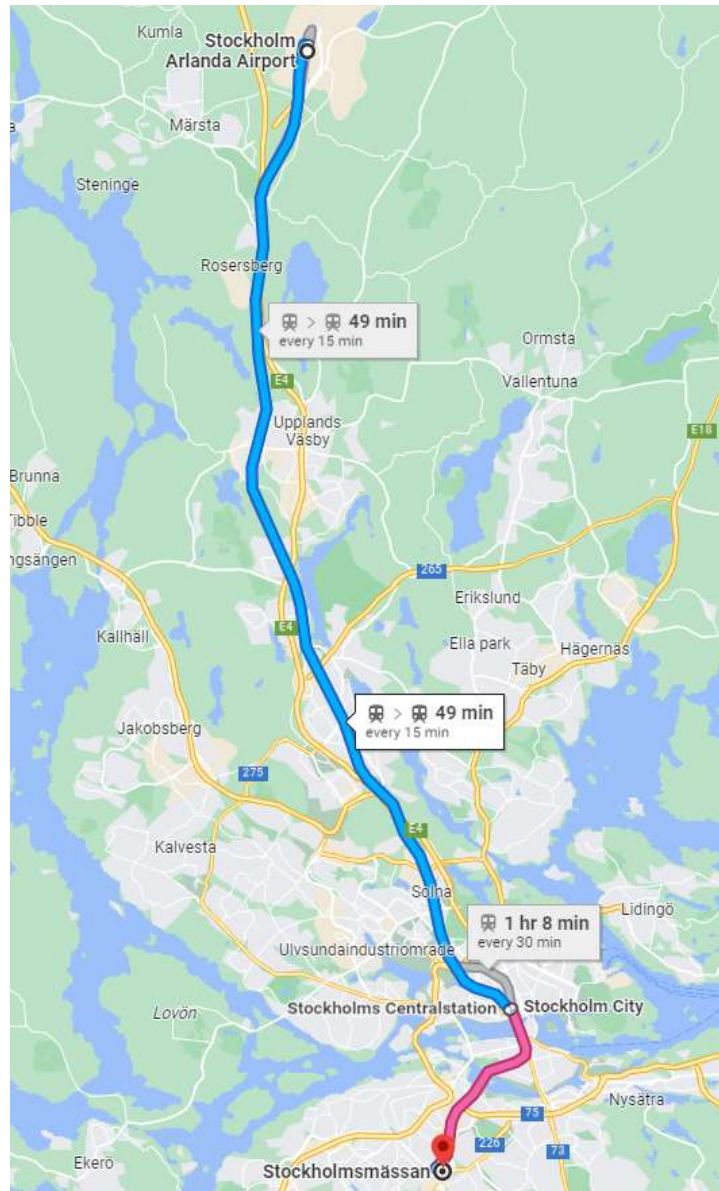 Kumla
Stockholm
Arlanda Airport
Märsta
Steninge
Rosersberg
> 49 min
every 15 min
Ormsta
Vallentuna
E4
Upplands
Väsby
E18
Brunna
Tibble
ngsängen
265
Erikslund
E4
Kallhäll
Ella park
Hägernäs
Täby
> 49 min
every 15 min
Jakobsberg
275
E4
Kalvesta
Solna
1 hr 8 min
every 30 min
Lidingö
Ulvsundaindustriområde
Lovön
Stockholms Centralstation
Stockholm City
75
Nysätra
226
73
Ekerö
Stockholmsmässan